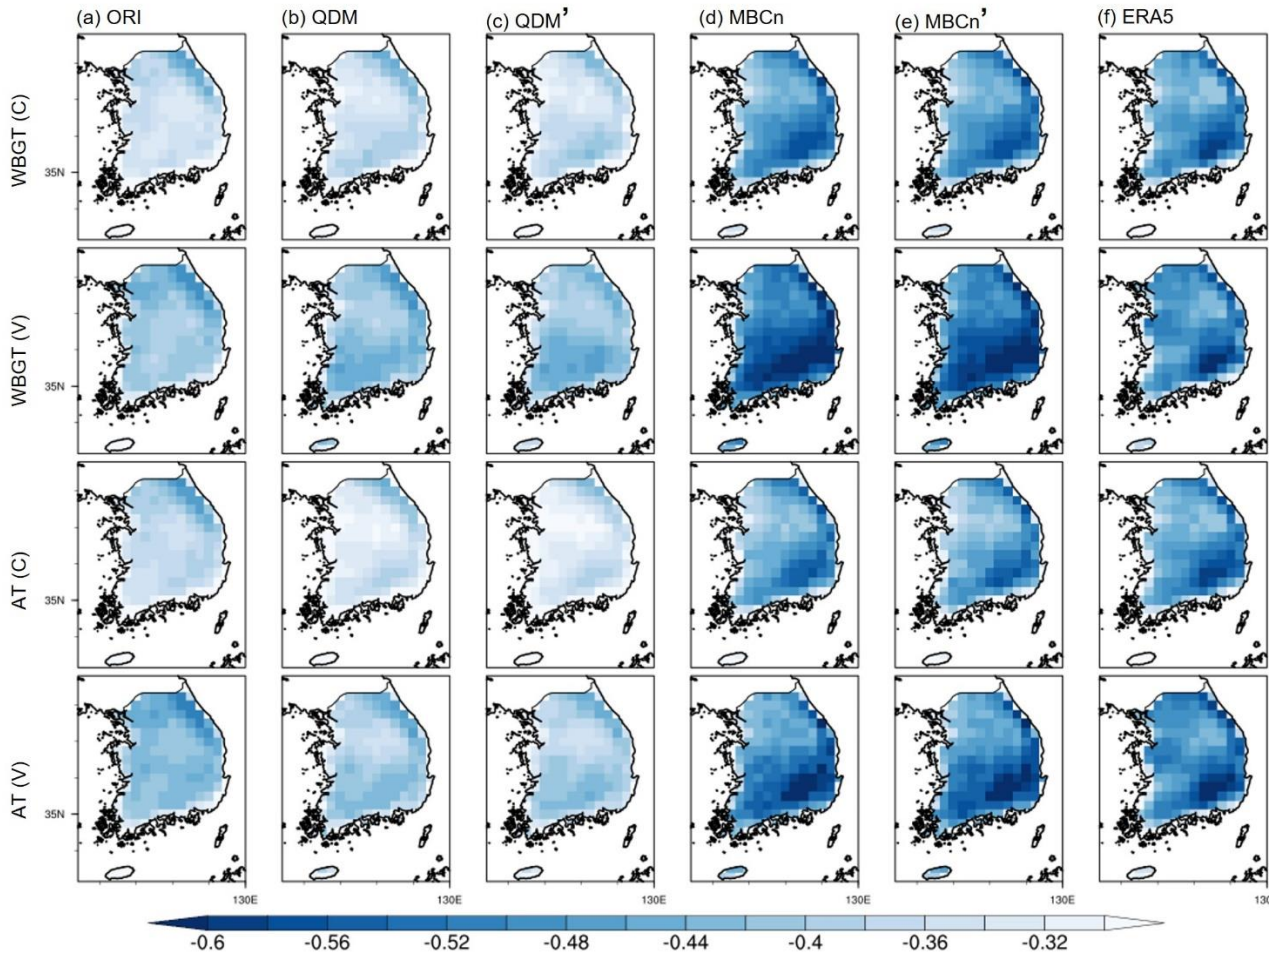 (a) ORI (b) QDM (c) QDM’ (d) MBCn (e) MBCn’ (f) ERA5
WBGT (C)
35N
WBGT (V)
35N
AT (C)
35N
AT (V)
35N
130E 130E 130E 130E 130E 130
-0.6 -0.56 -0.52 -0.48 -0.44 -0.4 -0.36 -0.32